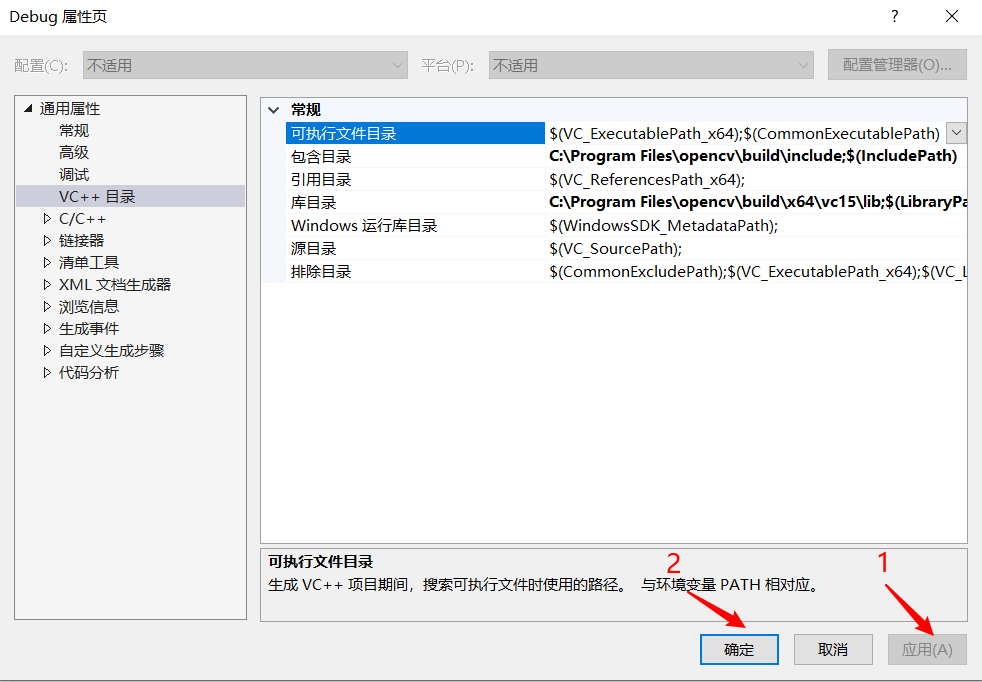 Debug 属性页
?
配置(C): 不适用 平台(P): 不适用 配置管理器(O)...
通用属性
常规
高级
调试
VC++ 目录
C/C++
链接器
清单工具
XML 文档生成器
浏览信息
生成事件
自定义生成步骤
代码分析
常规
可执行文件目录 $(VC_ExecutablePath_x64);$(CommonExecutablePath)
包含目录 C:\Program Files\opencv\build\include;$(IncludePath)
引用目录 $(VC_ReferencesPath_x64);
库目录 C:\Program Files\opencv\build\x64\vc15\lib;$(LibraryPa
Windows 运行库目录 $(WindowsSDK_MetadataPath);
源目录 $(VC_SourcePath);
排除目录 $(CommonExcludePath);$(VC_ExecutablePath_x64);$(VC_L
可执行文件目录
生成 VC++ 项目期间，搜索可执行文件时使用的路径。 与环境变量 PATH 相对应。
2 1
确定 取消 应用(A)